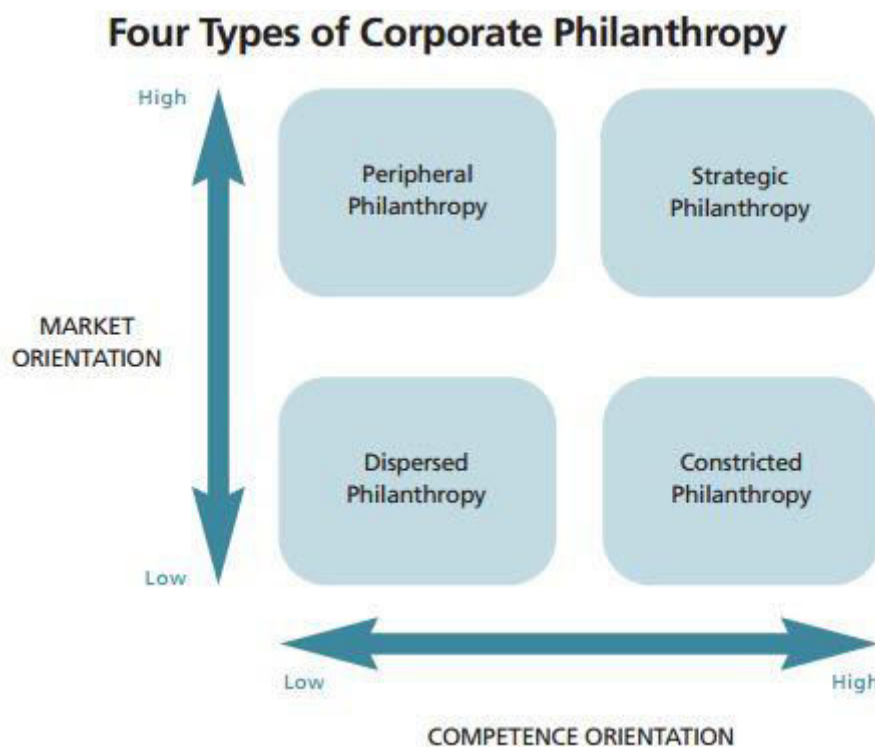 Four Types of Corporate Philanthropy
High
Peripheral
Philanthropy
Strategic
Philanthropy
MARKET
ORIENTATION
Dispersed
Philanthropy
Constricted
Philanthropy
Low
Low
High
COMPETENCE ORIENTATION